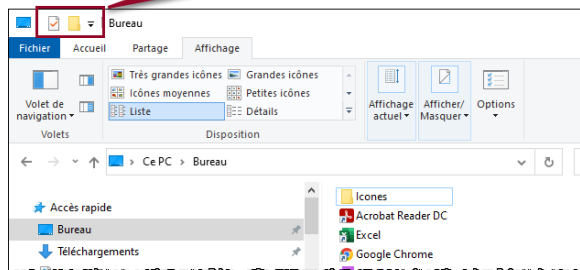 Bureau
Fichier Accueil Partage Affichage
Très grandes icônes Grandes icônes
Icônes moyennes Petites icônes
Liste Détails
Volet de navigation
Affichage actuel
Afficher/ Masquer
Options
Volets Disposition
Ce PC > Bureau
Accès rapide
Bureau
Téléchargements
Icones
Acrobat Reader DC
Excel
Google Chrome